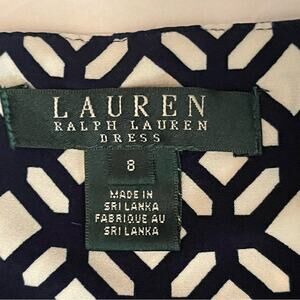 LAUREN
RALPH LAUREN
DRESS
8
MADE IN
SRI LANKA
FABRIQUE AU
SRI LANKA